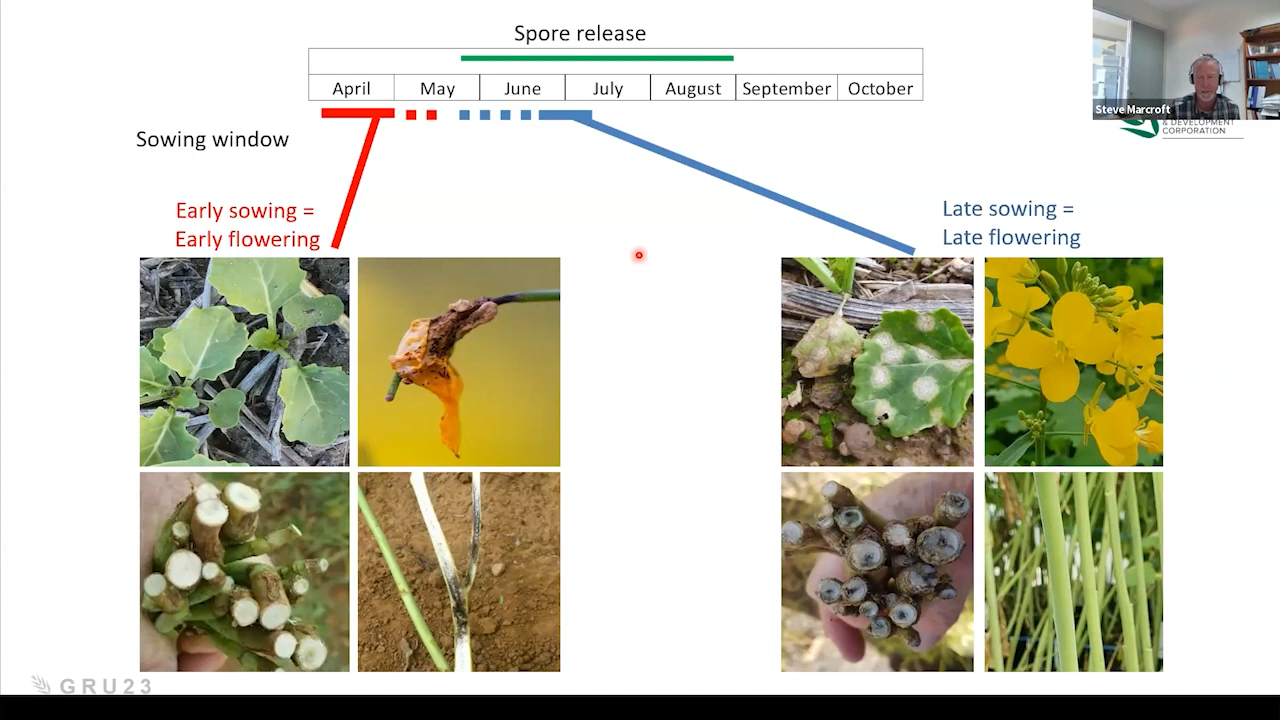 Spore release
April May June July August September October
Steve Marcroft
& DEVELOPMENT
CORPORATION
Sowing window
Early sowing =
Early flowering
Late sowing =
Late flowering
GRU23